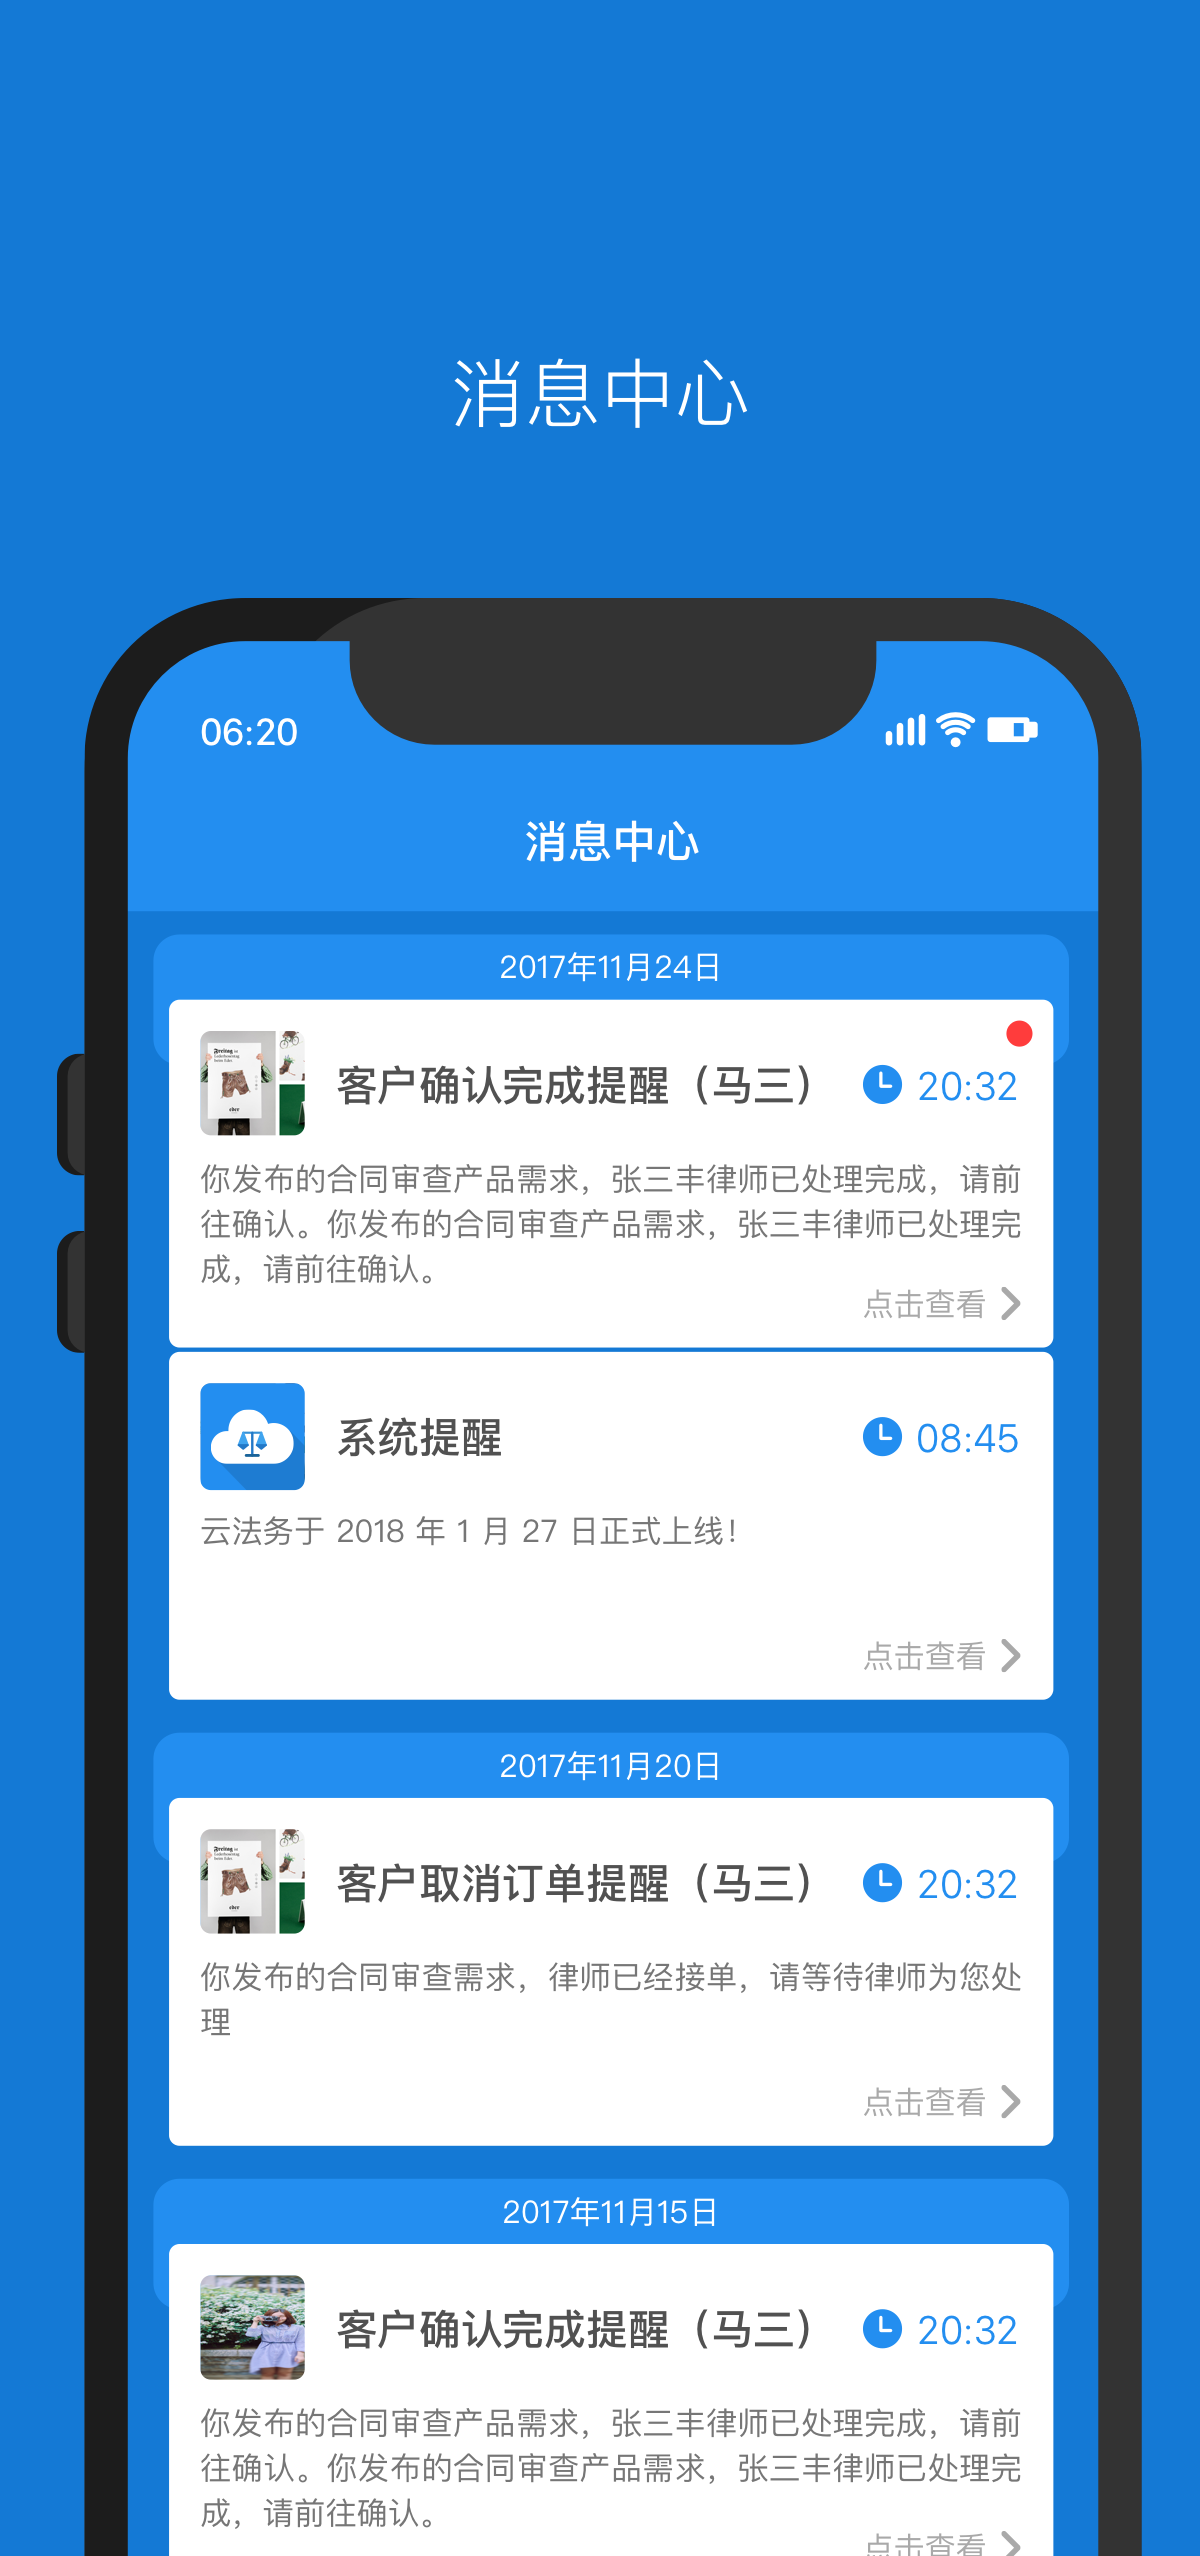 消息中心
06:20
消息中心
2017年11月24日
客户确认完成提醒（马三）
20:32
你发布的合同审查产品需求，张三丰律师已处理完成，请前
往确认。你发布的合同审查产品需求，张三丰律师已处理完
成，请前往确认。
点击查看
系统提醒
08:45
云法务于 2018 年 1 月 27 日正式上线！
点击查看
2017年11月20日
客户取消订单提醒（马三）
20:32
你发布的合同审查需求，律师已经接单，请等待律师为您处
理
点击查看
2017年11月15日
客户确认完成提醒（马三）
20:32
你发布的合同审查产品需求，张三丰律师已处理完成，请前
往确认。你发布的合同审查产品需求，张三丰律师已处理完
成，请前往确认。
点击查看